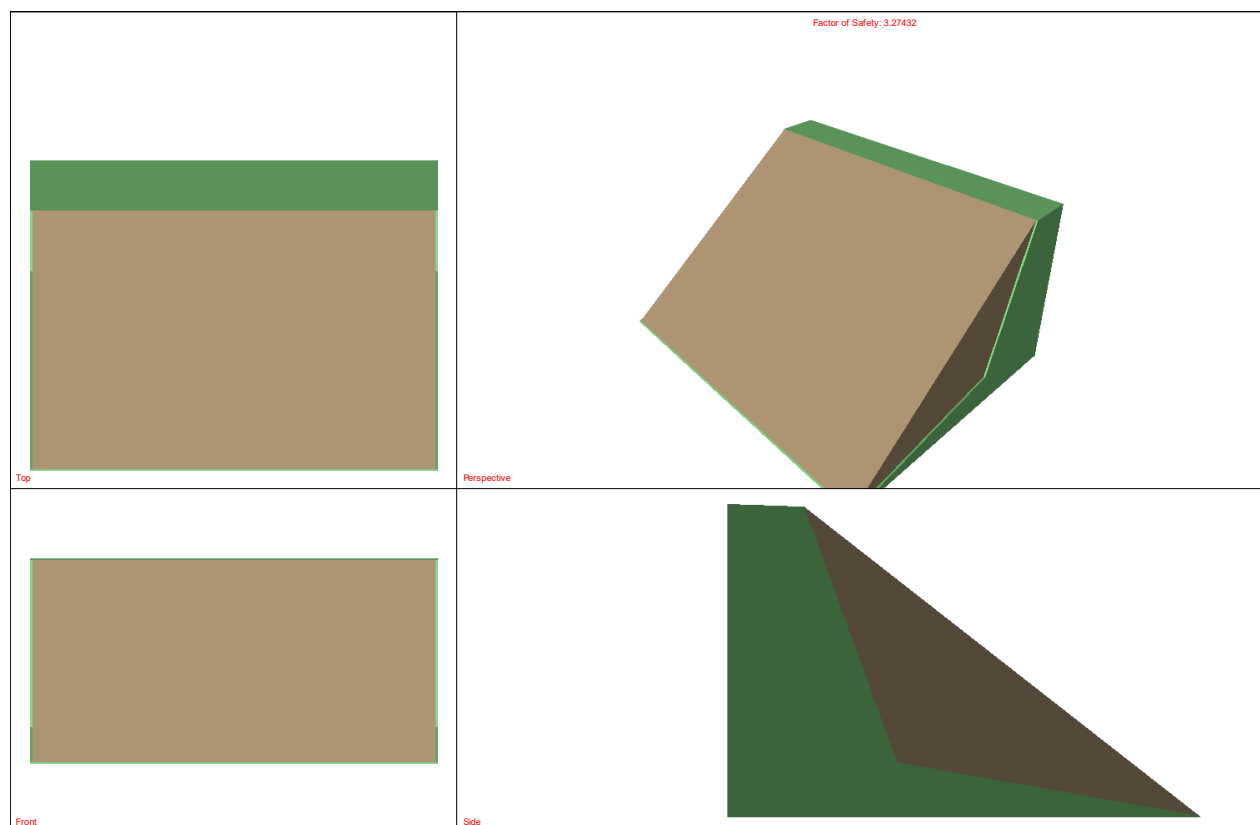 Factor of Safety: 3.27432
Top
Perspective
Front
Side